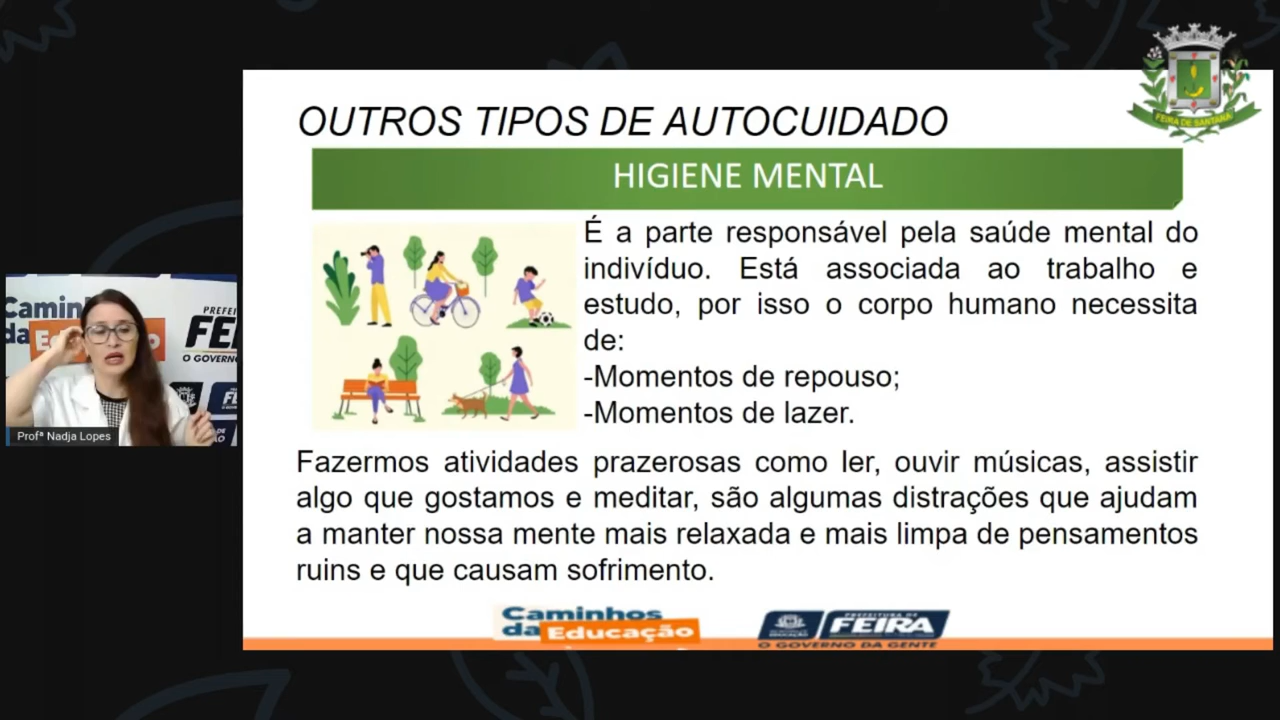 FEIRA DE SANTANA
OUTROS TIPOS DE AUTOCUIDADO
HIGIENE MENTAL
É a parte responsável pela saúde mental do
indivíduo. Está associada ao trabalho e
estudo, por isso o corpo humano necessita
de:
-Momentos de repouso;
-Momentos de lazer.
Fazermos atividades prazerosas como ler, ouvir músicas, assistir
algo que gostamos e meditar, são algumas distrações que ajudam
a manter nossa mente mais relaxada e mais limpa de pensamentos
ruins e que causam sofrimento.
Profª Nadja Lopes
Caminhos
da Educação
PREFEITURA DE
FEIRA
O GOVERNO DA GENTE